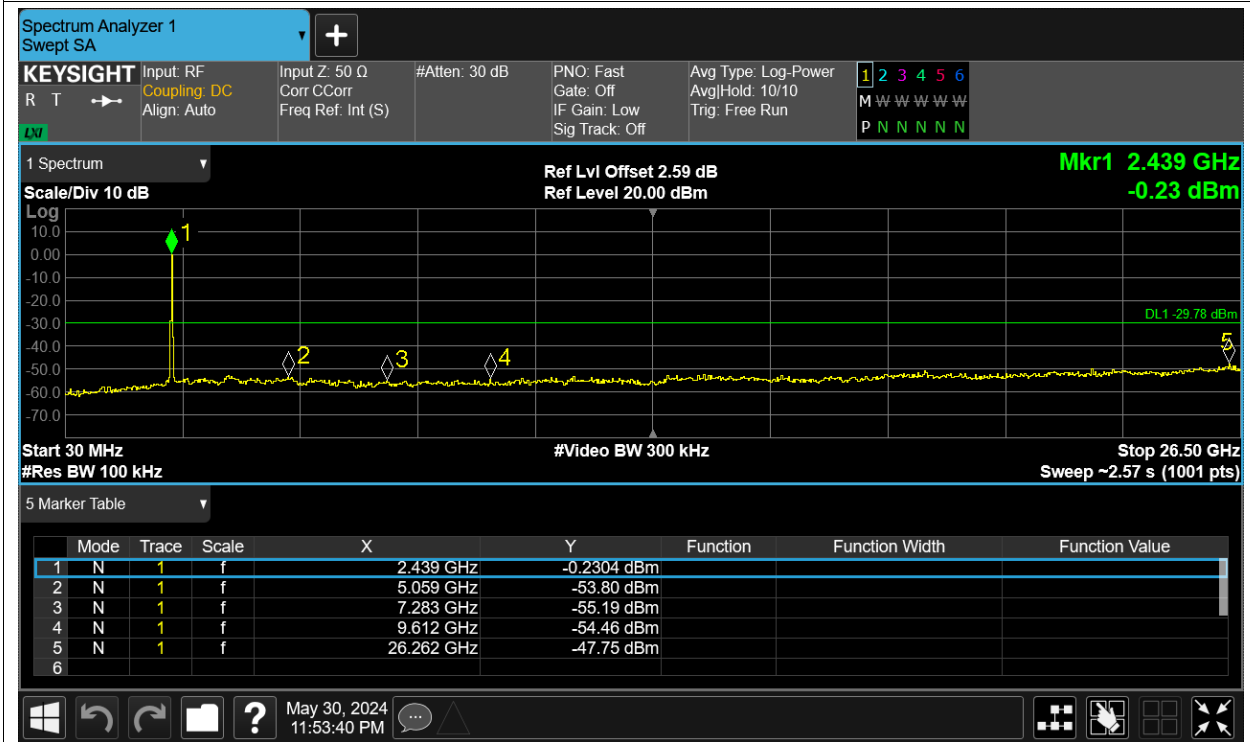 Spectrum Analyzer 1
Swept SA
+
KEYSIGHT Input: RF Input Z: 50 Ω #Atten: 30 dB PNO: Fast Avg Type: Log-Power 1 2 3 4 5 6
R T Coupling: DC Corr CCorr Gate: Off Avg|Hold: 10/10 M W W W W W
Align: Auto Freq Ref: Int (S) IF Gain: Low Trig: Free Run
LXI Sig Track: Off P N N N N N
1 Spectrum Ref Lvl Offset 2.59 dB Mkr1 2.439 GHz
Scale/Div 10 dB Ref Level 20.00 dBm -0.23 dBm
Log
10.0 1
0.00
-10.0
-20.0
-30.0 DL1 -29.78 dBm
-40.0 2 3 4 5
-50.0
-60.0
-70.0
Start 30 MHz #Video BW 300 kHz Stop 26.50 GHz
#Res BW 100 kHz Sweep ~2.57 s (1001 pts)
5 Marker Table
Mode Trace Scale X Y Function Function Width Function Value
1 N 1 f 2.439 GHz -0.2304 dBm
2 N 1 f 5.059 GHz -53.80 dBm
3 N 1 f 7.283 GHz -55.19 dBm
4 N 1 f 9.612 GHz -54.46 dBm
5 N 1 f 26.262 GHz -47.75 dBm
6
? May 30, 2024
11:53:40 PM